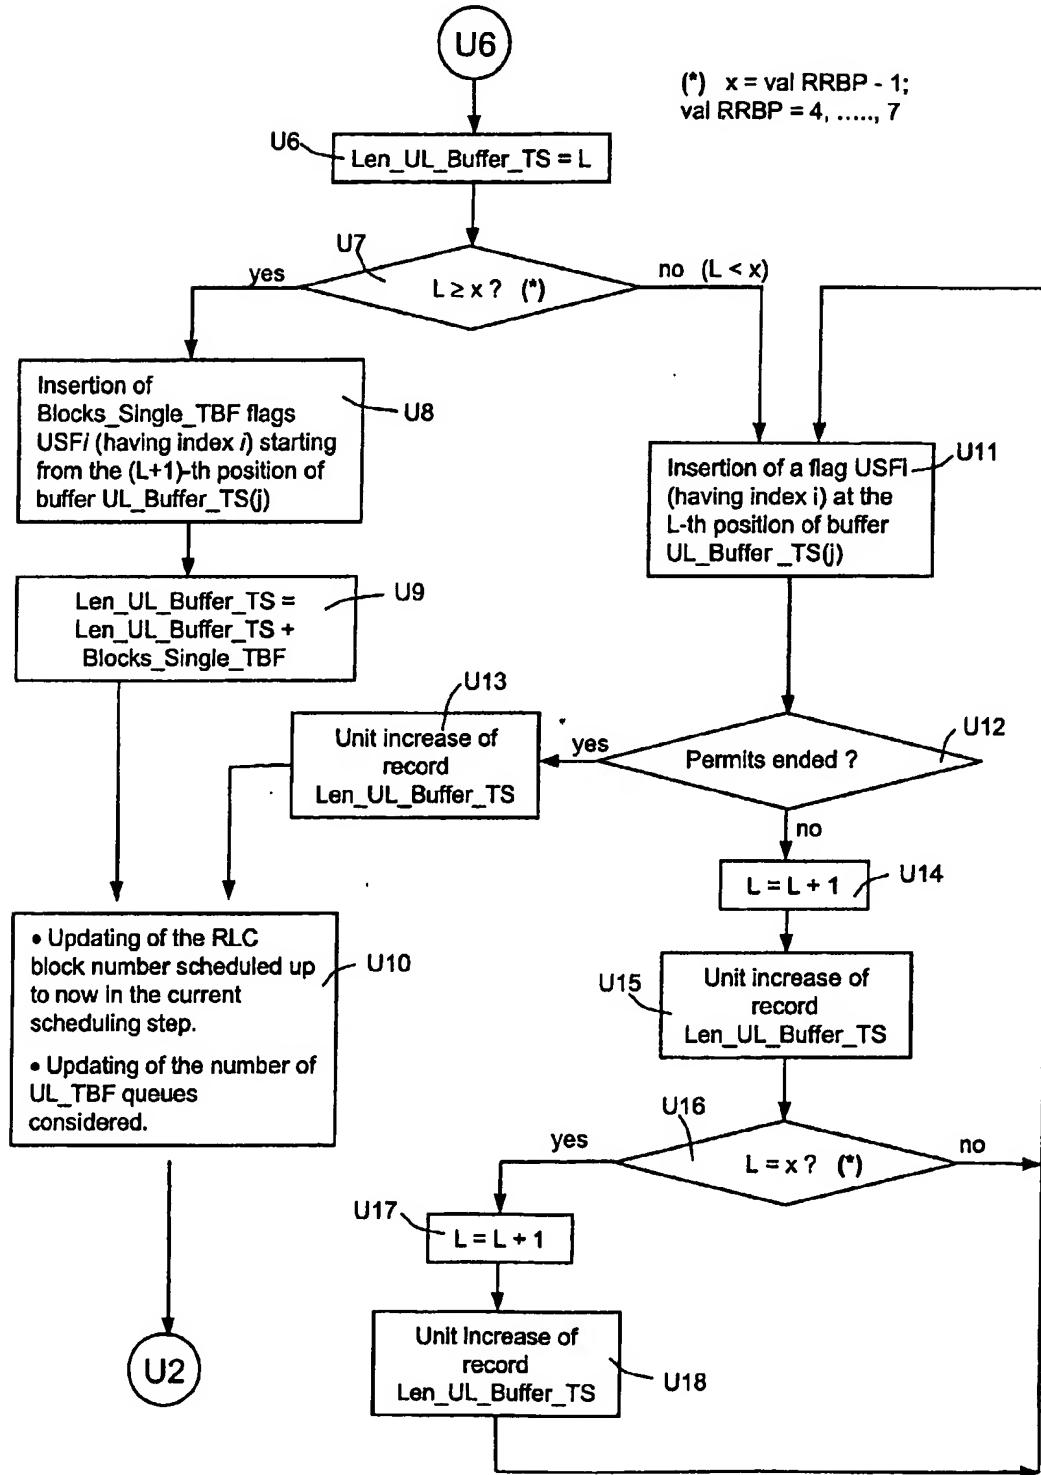 U6
(*) x = val RRBP - 1;
val RRBP = 4, ....., 7
U6
Len_UL_Buffer_TS = L
U7
yes
L ≥ x ? (*)
no (L < x)
Insertion of
Blocks_Single_TBF flags
USFi (having index i) starting
from the (L+1)-th position of
buffer UL_Buffer_TS(j)
U8
Insertion of a flag USFi
(having index i) at the
L-th position of buffer
UL_Buffer _TS(j)
U11
Len_UL_Buffer_TS =
Len_UL_Buffer_TS +
Blocks_Single_TBF
U9
U13
Unit increase of
record
Len_UL_Buffer_TS
yes
Permits ended ?
U12
no
L = L + 1
U14
• Updating of the RLC
block number scheduled up
to now in the current
scheduling step.
• Updating of the number of
UL_TBF queues
considered.
U10
U15
Unit increase of
record
Len_UL_Buffer_TS
U16
yes
L = x ? (*)
no
U17
L = L + 1
U2
Unit Increase of
record
Len_UL_Buffer_TS
U18